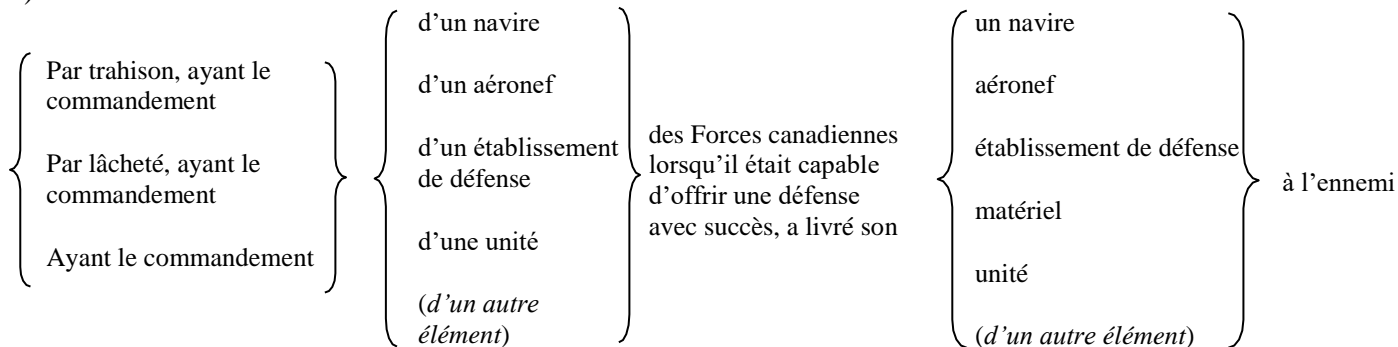 )
Par trahison, ayant le
commandement
Par lâcheté, ayant le
commandement
Ayant le commandement
d’un navire
d’un aéronef
d’un établissement
de défense
d’une unité
(d’un autre
élément)
des Forces canadiennes
lorsqu’il était capable
d’offrir une défense
avec succès, a livré son
un navire
aéronef
établissement de défense
matériel
unité
(d’un autre élément)
à l’ennemi